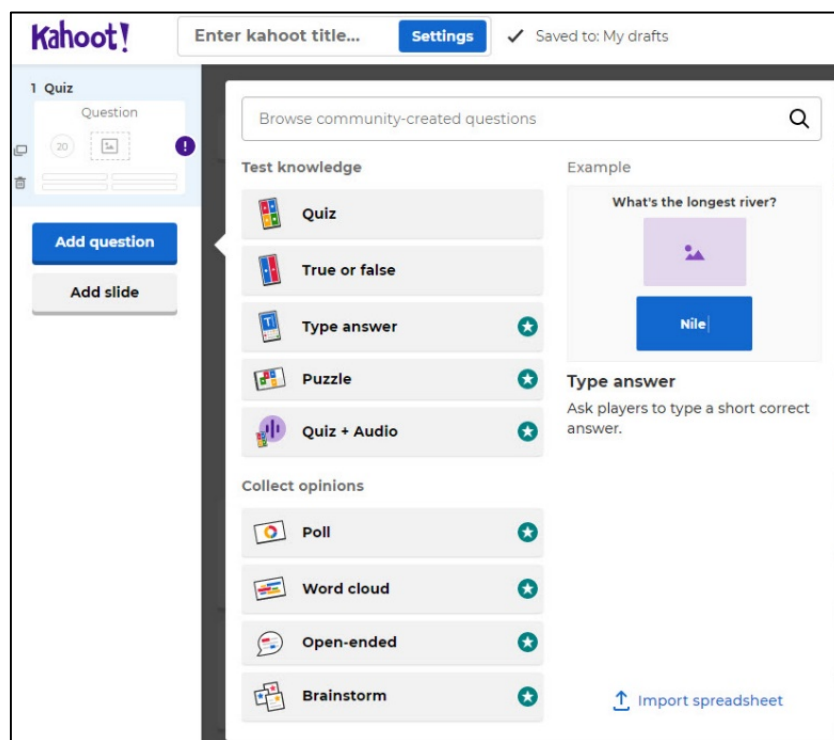 Kahoot!
Enter kahoot title...
Settings
Saved to: My drafts
1 Quiz
Question
20
Add question
Add slide
Browse community-created questions
Test knowledge
Quiz
True or false
Type answer
Puzzle
Quiz + Audio
Collect opinions
Poll
Word cloud
Open-ended
Brainstorm
Example
What's the longest river?
Nile
Type answer
Ask players to type a short correct
answer.
Import spreadsheet